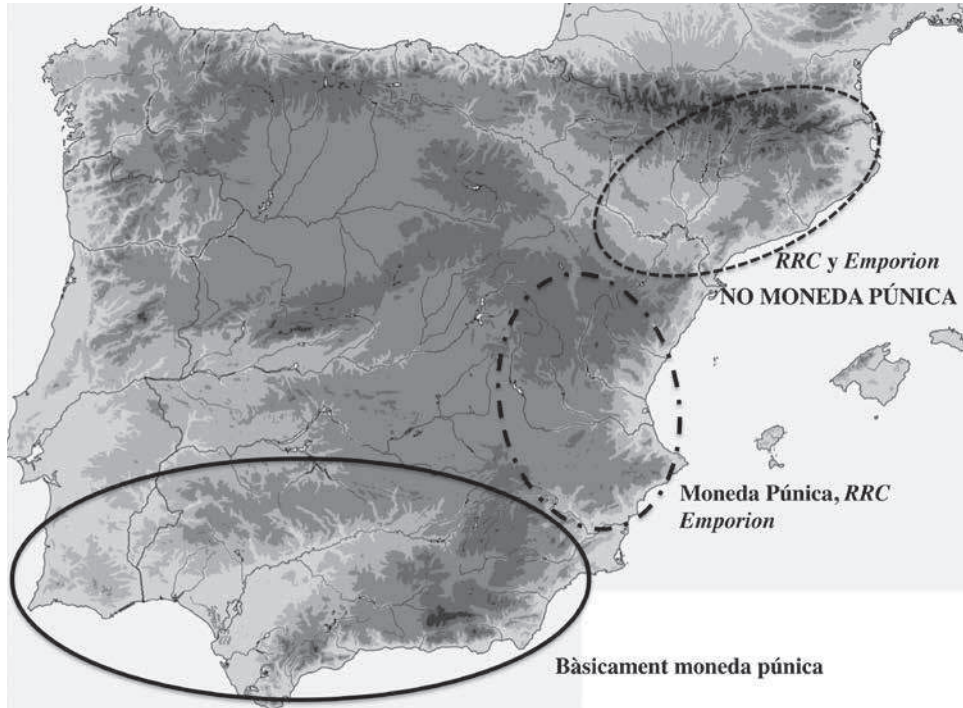 RRC y Emporion
NO MONEDA PÚNICA
Moneda Púnica, RRC
Emporion
Bàsicament moneda púnica